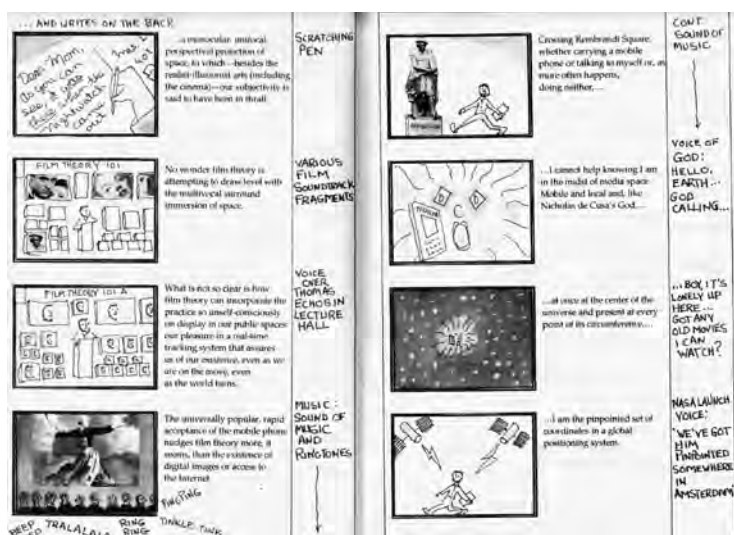 ... AND WRITES ON THE BACK
Dear Mom,
As you can
see, I was
there when the
nightwatch
came
out
...a monocular, unifocal,
perspectival projection of
space, to which—besides the
realist-illusionist arts (including
the cinema)—our subjectivity is
said to have been in thrall.
SCRATCHING
PEN
FILM THEORY 101
No wonder film theory is
attempting to draw level with
the multivocal surround
immersion of space.
VARIOUS
FILM
SOUNDTRACK
FRAGMENTS
FILM THEORY 101 A
What is not so clear is how
film theory can incorporate the
practice so unself-consciously
on display in our public spaces:
our pleasure in a real-time
tracking system that assures
us of our existence, even as we
are on the move, even
as the world turns.
VOICE
OVER
THOMAS
ECHOS IN
LECTURE
HALL
The universally popular, rapid
acceptance of the mobile phone
nudges film theory more, it
seems, than the existence of
digital images or access to
the Internet
MUSIC:
SOUND OF
MUSIC
AND
RINGTONES
PING PING
BEEP
TRALALALA
RING
RING
TINKLE TINK
Crossing Rembrandt Square,
whether carrying a mobile
phone or talking to myself or, as
more often happens,
doing neither,...
CONT.
SOUND OF
MUSIC
...I cannot help knowing I am
in the midst of media space.
Mobile and local and, like
Nicholas de Cusa's God,...
VOICE OF
GOD:
HELLO,
EARTH...
GOD
CALLING...
...at once at the center of the
universe and present at every
point of its circumference,...
...BOY, IT'S
LONELY UP
HERE...
GOT ANY
OLD MOVIES
I CAN
WATCH?
...I am the pinpointed set of
coordinates in a global
positioning system.
NASA LAUNCH
VOICE:
"WE'VE GOT
HIM
PINPOINTED
SOMEWHERE
IN
AMSTERDAM"